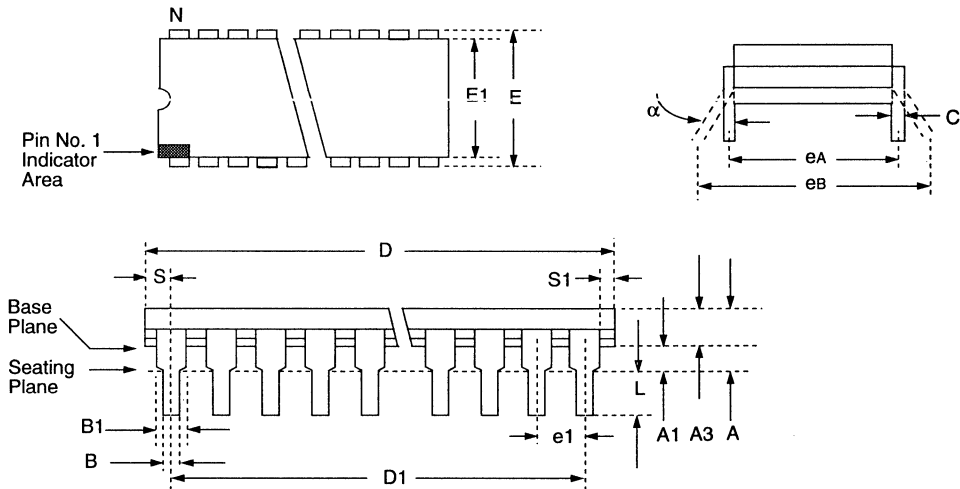 N
E1
E
Pin No. 1
Indicator
Area
α
C
eA
eB
D
S
S1
Base
Plane
Seating
Plane
L
B1
e1
A1
A3
A
B
D1